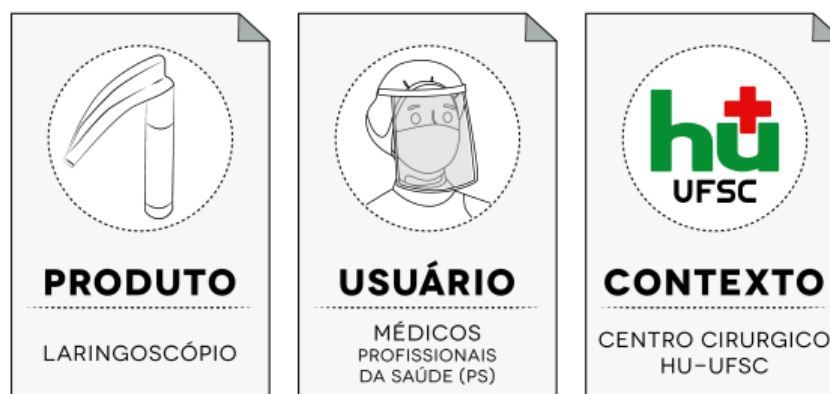 PRODUTO
LARINGOSCÓPIO
USUÁRIO
MÉDICOS
PROFISSIONAIS
DA SAÚDE (PS)
hu
UFSC
CONTEXTO
CENTRO CIRURGICO
HU-UFSC